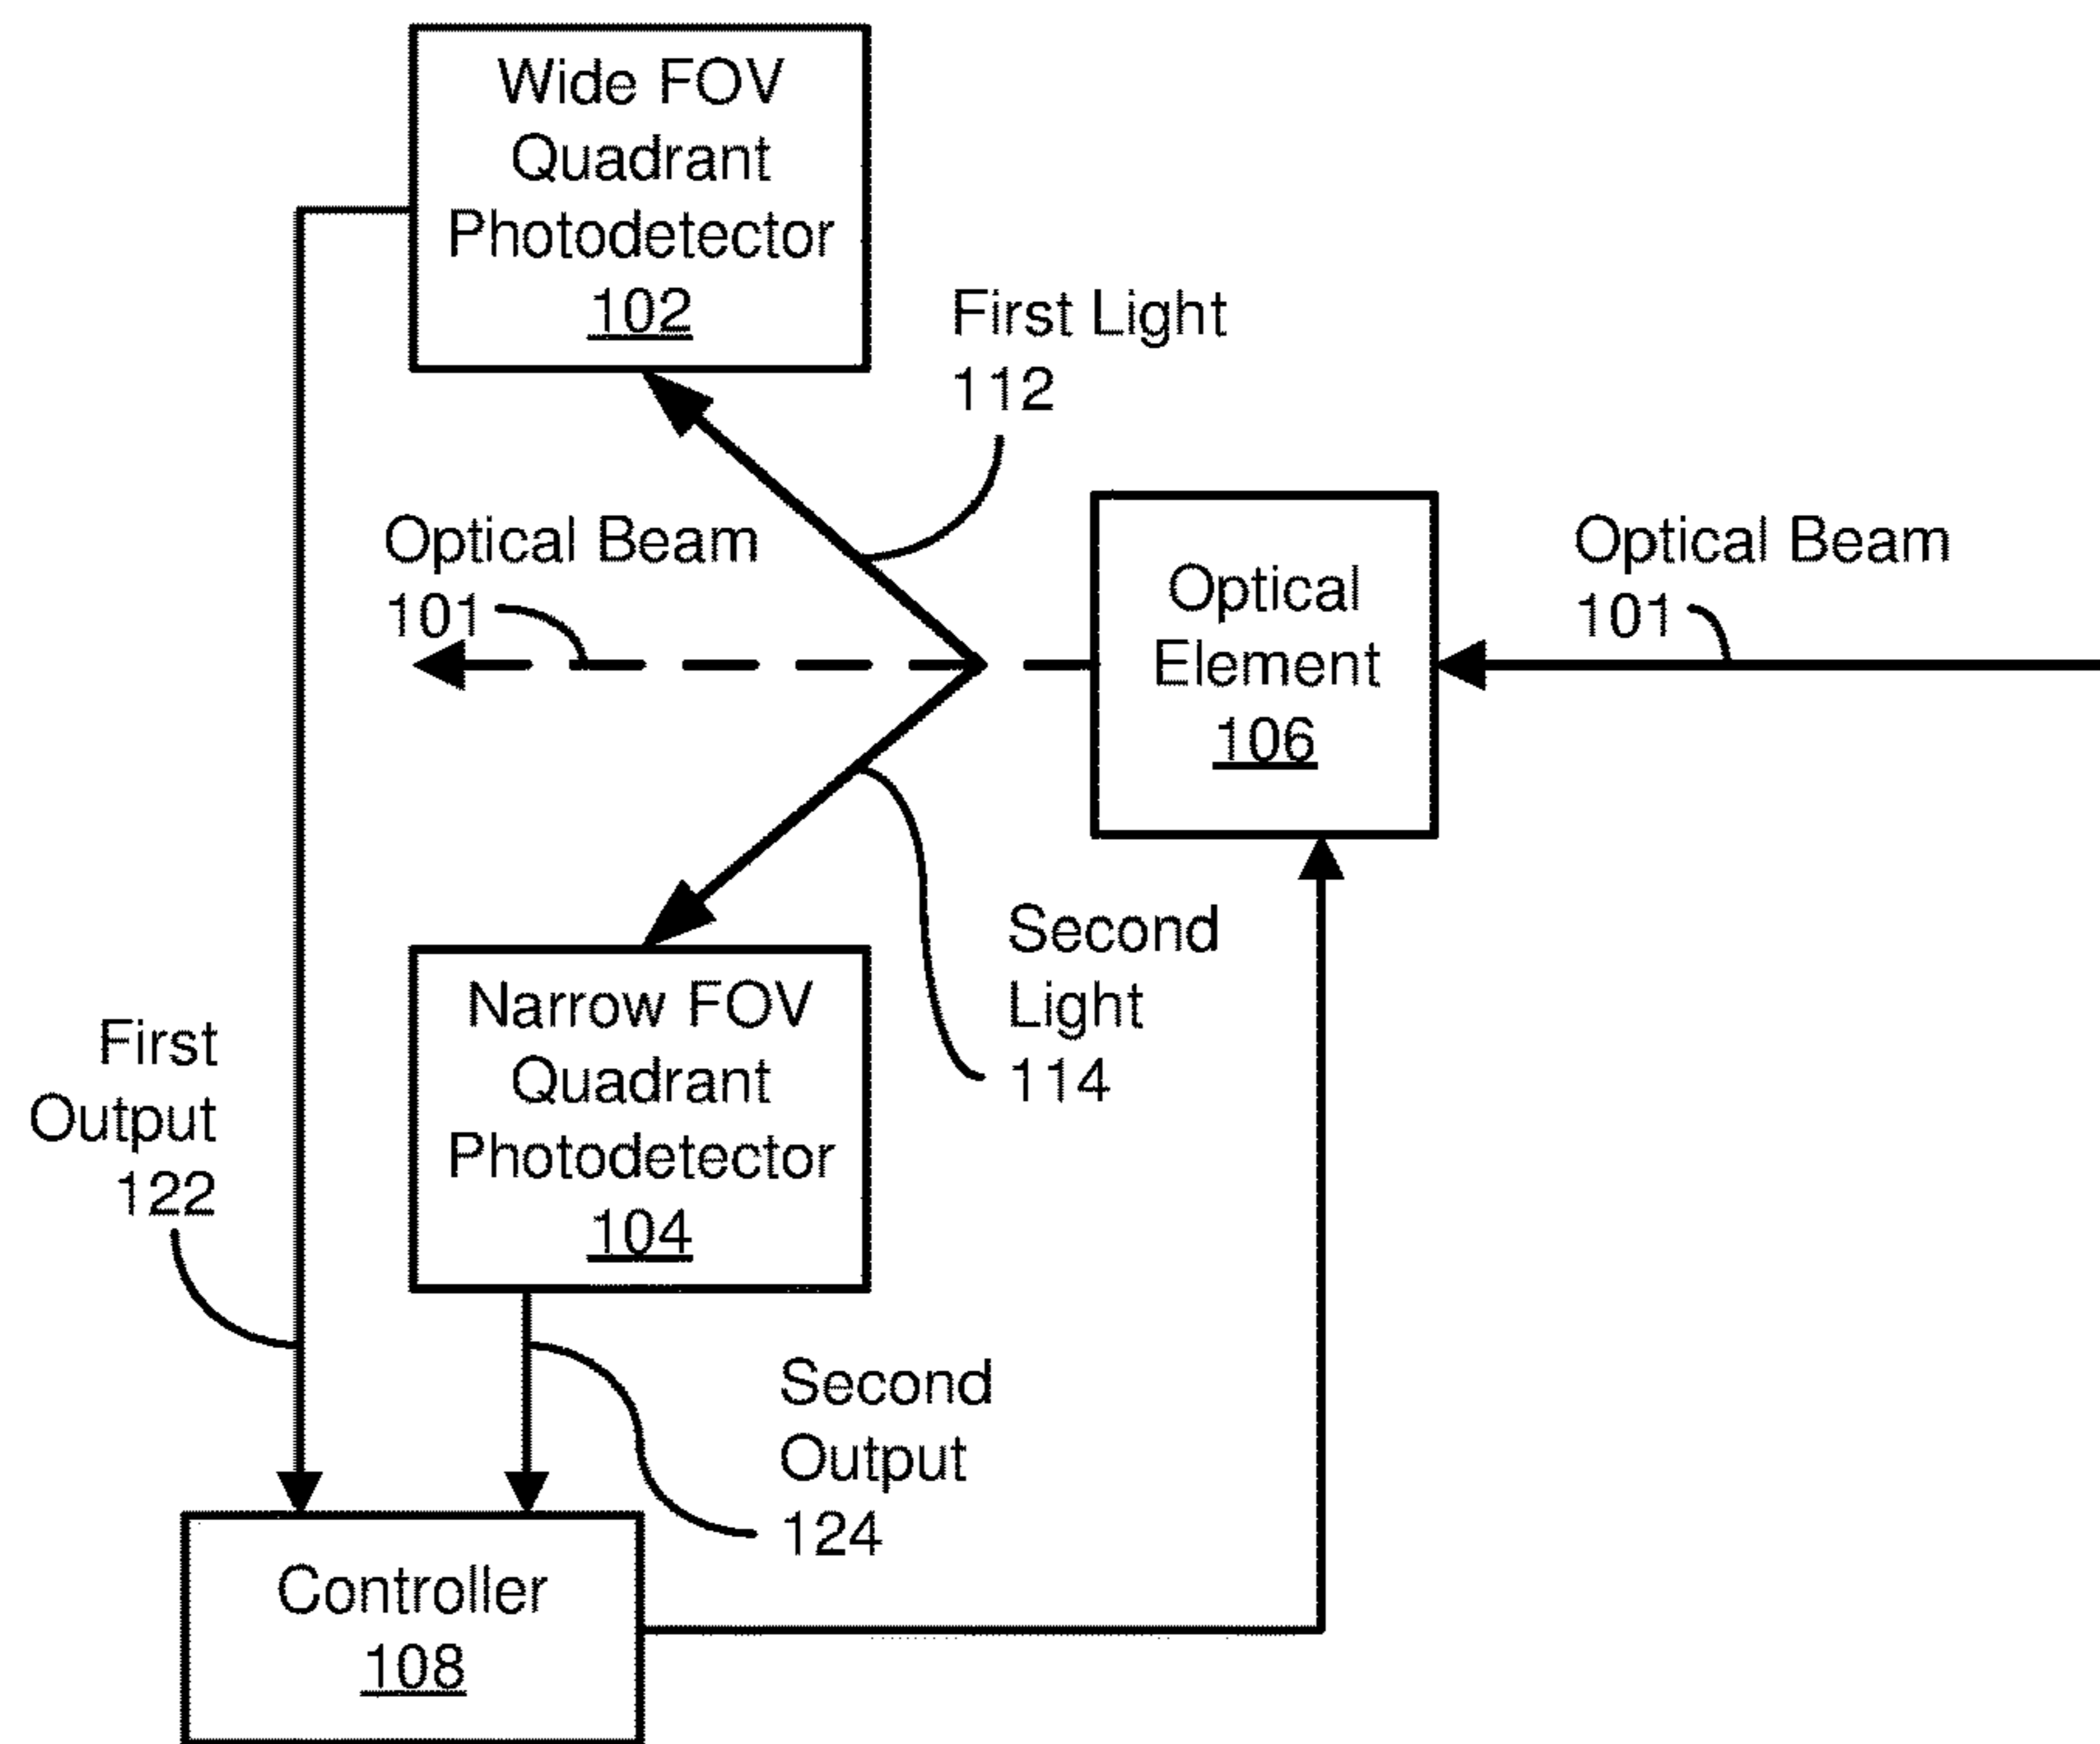 Wide FOV
Quadrant
Photodetector
102
First Light
112
Optical Beam
101
Optical
Element
106
Optical Beam
101
Second
Light
114
Narrow FOV
Quadrant
Photodetector
104
First
Output
122
Second
Output
124
Controller
108